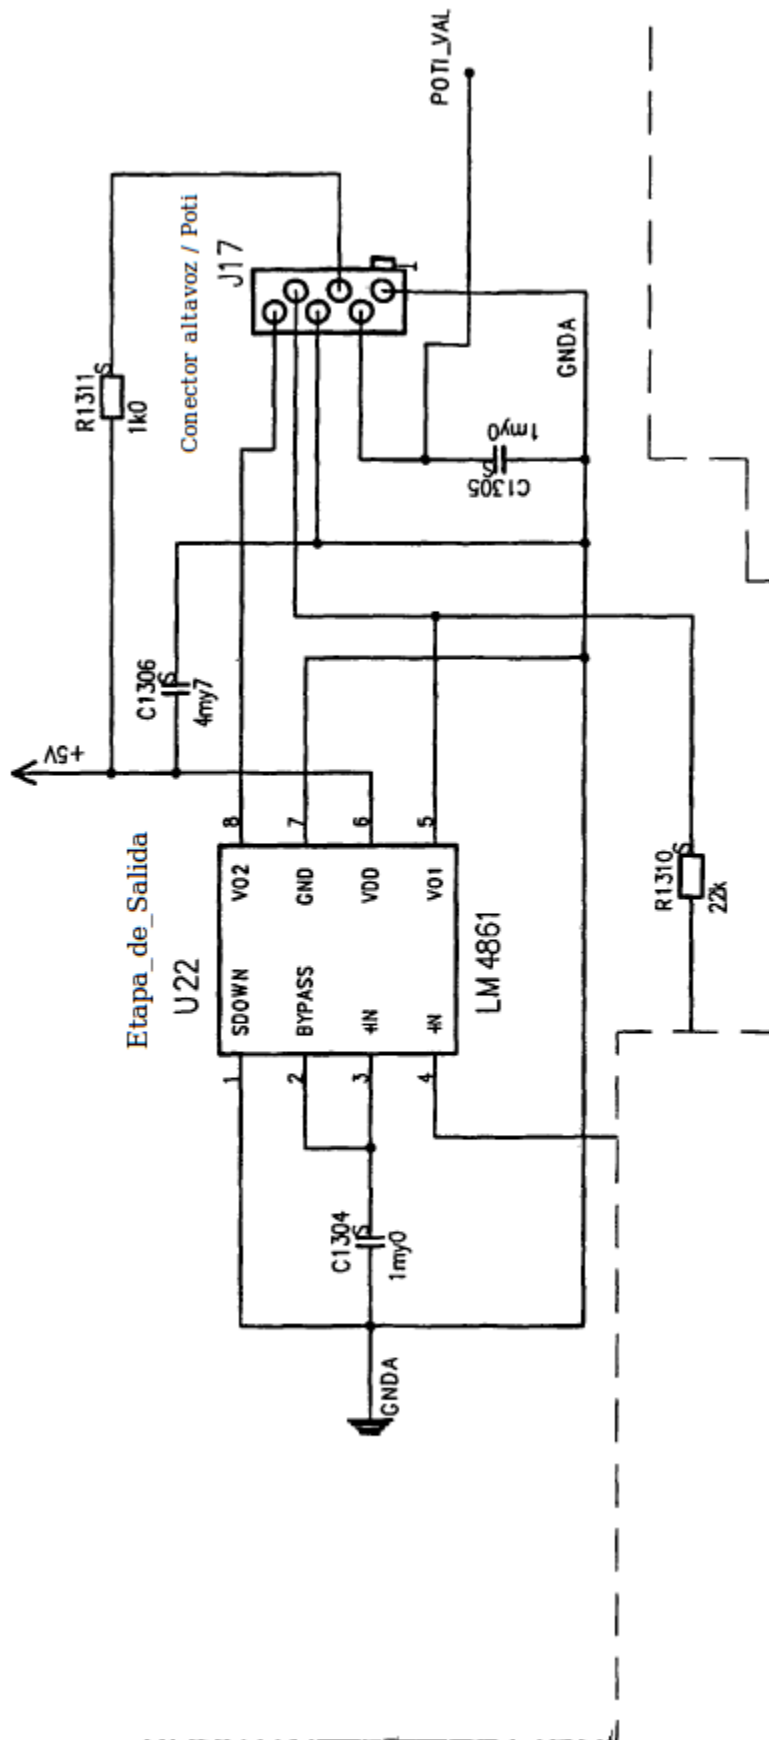 POTI_VAL
Conector altavoz / Poti
J17
1
R1311
1k0
GNDA
1my0
C1305
C1306
4my7
+5V
Etapa_de_Salida
U22
LM 4861
8
7
6
5
VO2
GND
VDD
VO1
SDOWN
BYPASS
+IN
-IN
1
2
3
4
R1310
22k
C1304
1my0
GNDA